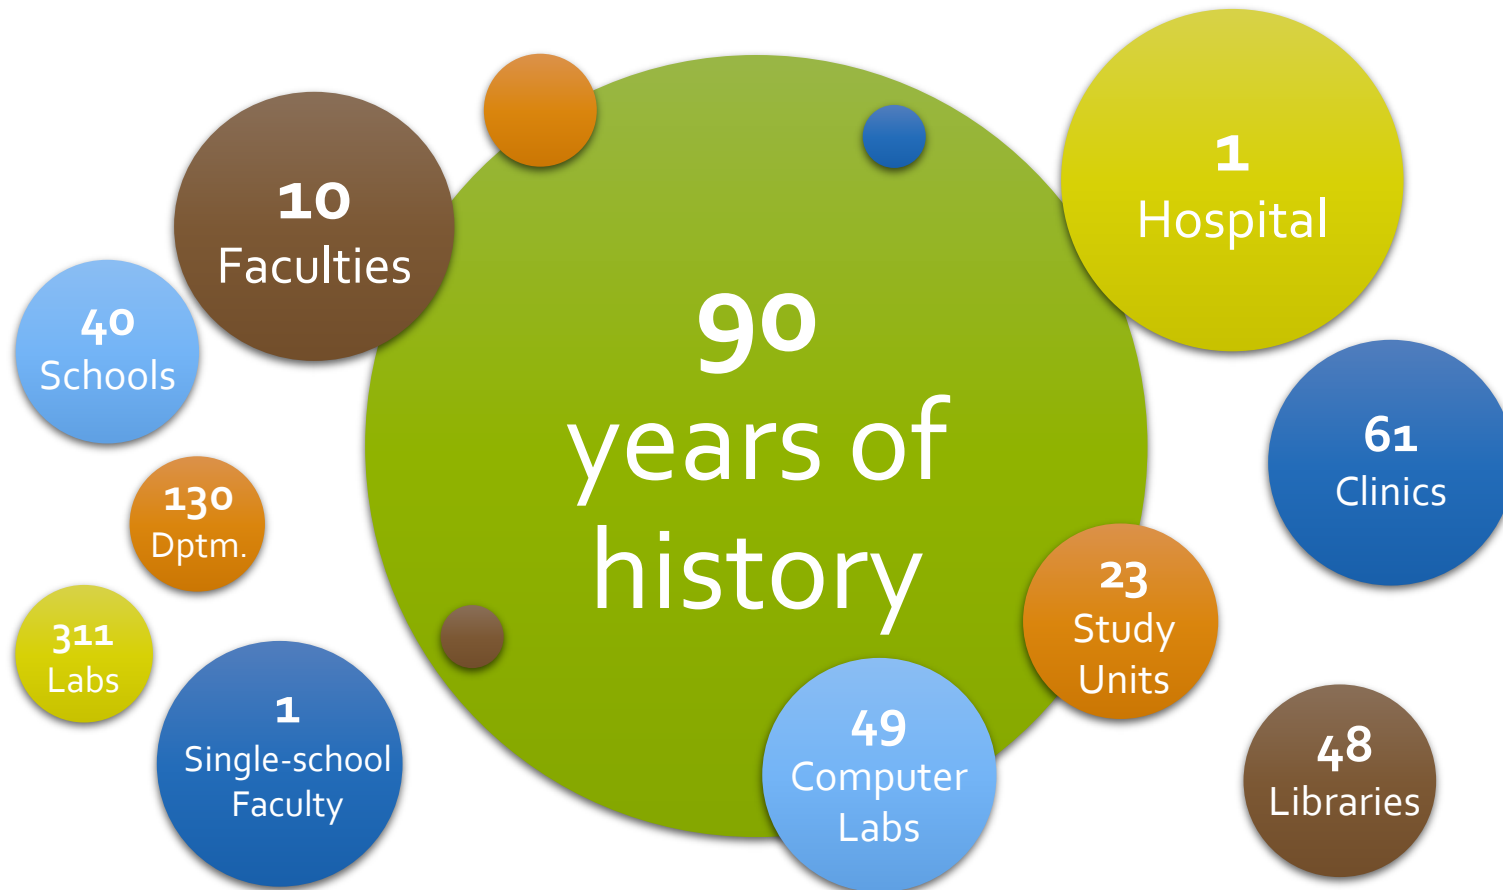 10
Faculties
40
Schools
130
Dptm.
311
Labs
1
Single-school
Faculty
90
years of
history
1
Hospital
61
Clinics
23
Study
Units
49
Computer
Labs
48
Libraries